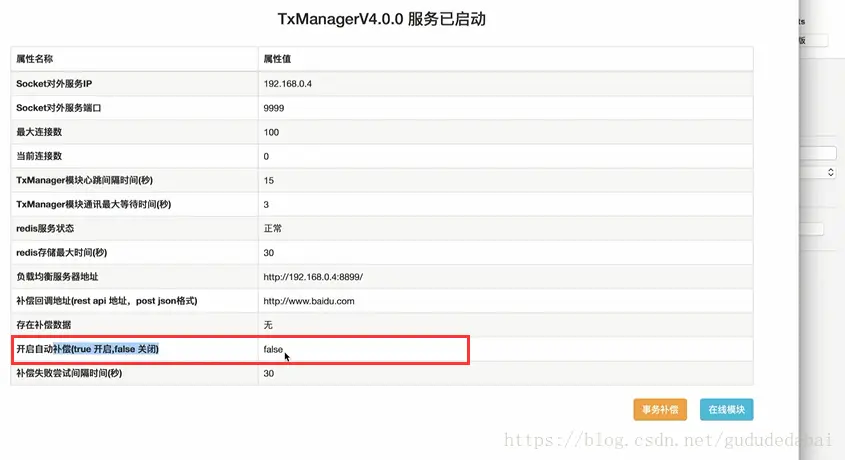 TxManagerV4.0.0 服务已启动
属性名称 属性值
Socket对外服务IP 192.168.0.4
Socket对外服务端口 9999
最大连接数 100
当前连接数 0
TxManager模块心跳间隔时间(秒) 15
TxManager模块通讯最大等待时间(秒) 3
redis服务状态 正常
redis存储最大时间(秒) 30
负载均衡服务器地址 http://192.168.0.4:8899/
补偿回调地址(rest api 地址，post json格式) http://www.baidu.com
存在补偿数据 无
开启自动补偿(true 开启,false 关闭) false
补偿失败尝试间隔时间(秒) 30
事务补偿 在线模块
ts
版
https://blog.csdn.net/gududedabai